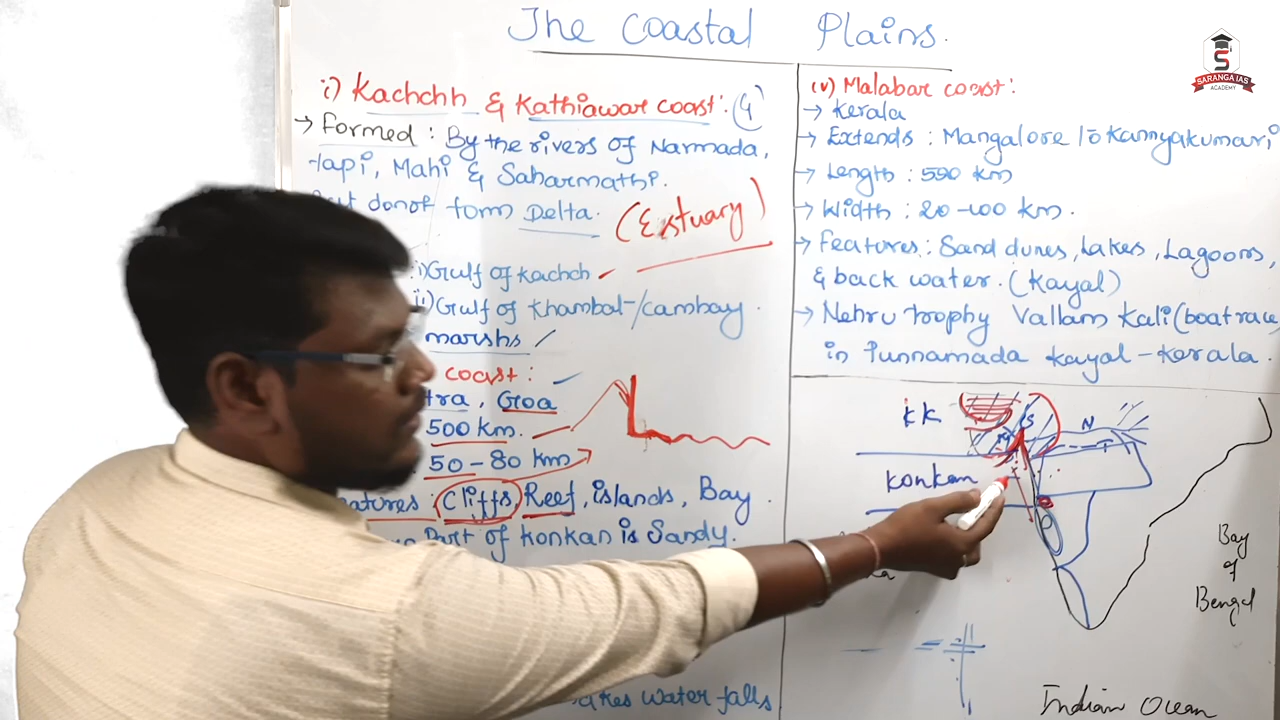 The Coastal Plains.
i) Kachchh & Kathiawar coast: (4)
→ Formed: By the rivers of Narmada,
tapi, Mahi & Sabarmathi.
but donot form Delta. (Estuary)
i) Gulf of Kachch
ii) Gulf of Khambat/cambay.
marshs
coast:
Goa
500 km.
50-80 km
Cliffs, Reef, islands, Bay.
Part of Konkan is Sandy.
Water falls
(iv) Malabar coast:
→ Kerala
→ Extends: Mangalore to Kannyakumari
→ Length: 590 km
→ Width: 20-100 km.
→ Features: Sand dunes, Lakes, Lagoons,
& back water. (Kayal)
→ Nehru trophy Vallam Kali (boat race
in Punnamada Kayal-Kerala.
KK
S
N
Konkan
Bay
of
Bengal
Indian Ocean
S
SARANGA IAS
ACADEMY